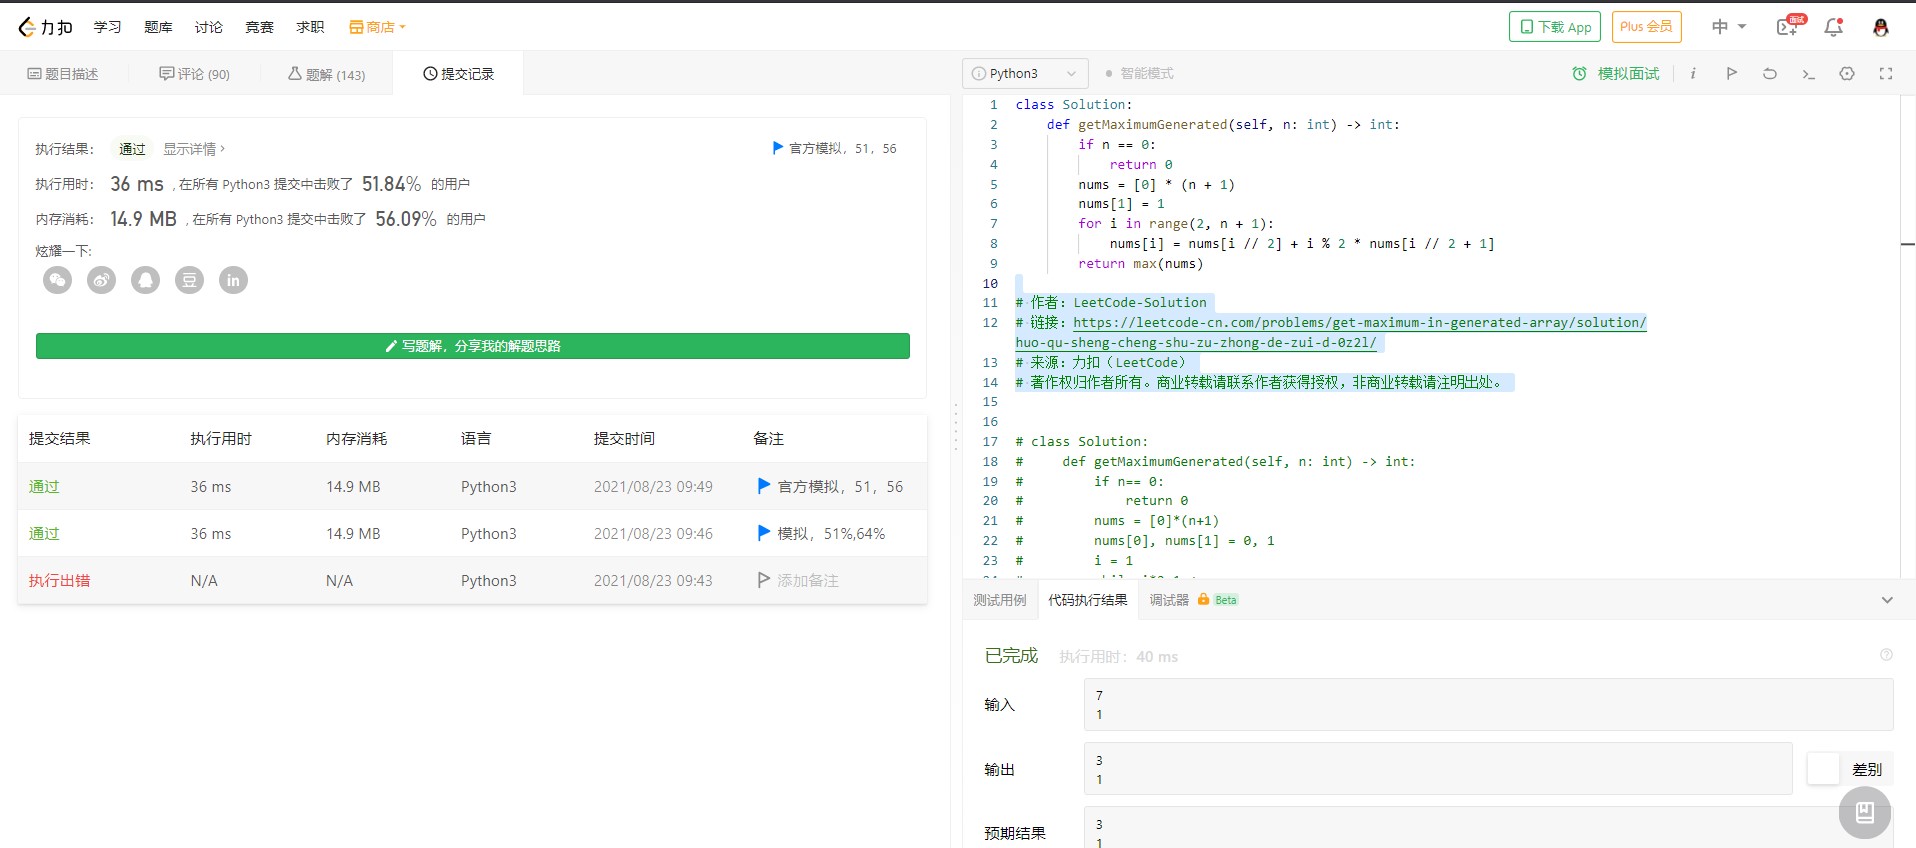 力扣 学习 题库 讨论 竞赛 求职 商店 下载 App Plus 会员 中 面试
题目描述 评论 (90) 题解 (143) 提交记录
执行结果： 通过 显示详情 › 官方模拟，51，56
执行用时： 36 ms , 在所有 Python3 提交中击败了 51.84% 的用户
内存消耗： 14.9 MB , 在所有 Python3 提交中击败了 56.09% 的用户
炫耀一下:
豆 in
写题解，分享我的解题思路
提交结果 执行用时 内存消耗 语言 提交时间 备注
通过 36 ms 14.9 MB Python3 2021/08/23 09:49 官方模拟，51，56
通过 36 ms 14.9 MB Python3 2021/08/23 09:46 模拟，51%,64%
执行出错 N/A N/A Python3 2021/08/23 09:43 添加备注
Python3 智能模式 模拟面试 i
1 class Solution:
2     def getMaximumGenerated(self, n: int) -> int:
3         if n == 0:
4             return 0
5         nums = [0] * (n + 1)
6         nums[1] = 1
7         for i in range(2, n + 1):
8             nums[i] = nums[i // 2] + i % 2 * nums[i // 2 + 1]
9         return max(nums)
10
11 # 作者：LeetCode-Solution
12 # 链接：https://leetcode-cn.com/problems/get-maximum-in-generated-array/solution/
huo-qu-sheng-cheng-shu-zu-zhong-de-zui-d-0z2l/
13 # 来源：力扣（LeetCode）
14 # 著作权归作者所有。商业转载请联系作者获得授权，非商业转载请注明出处。
15
16
17 # class Solution:
18 #     def getMaximumGenerated(self, n: int) -> int:
19 #         if n== 0:
20 #             return 0
21 #         nums = [0]*(n+1)
22 #         nums[0], nums[1] = 0, 1
23 #         i = 1
测试用例 代码执行结果 调试器 Beta
已完成 执行用时：40 ms
输入
7
1
输出
3
1
差别
预期结果
3
1